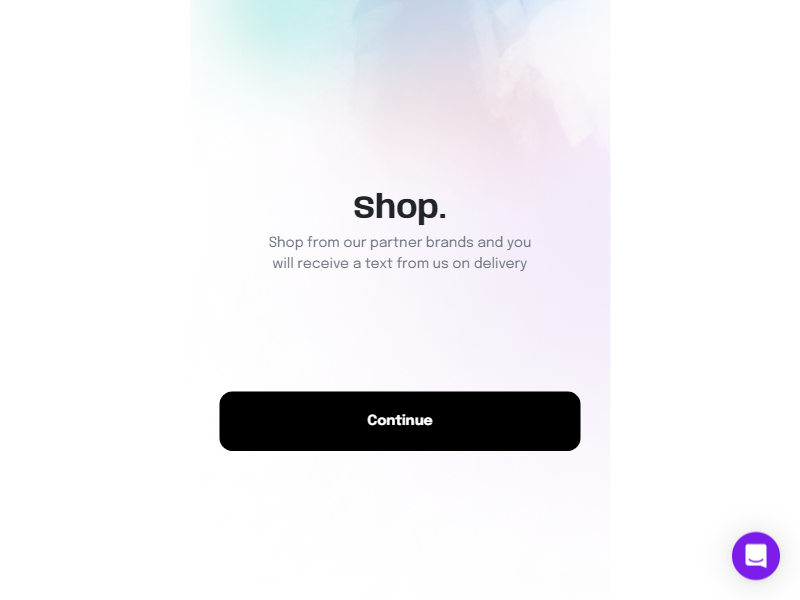 Shop.
Shop from our partner brands and you
will receive a text from us on delivery
Continue